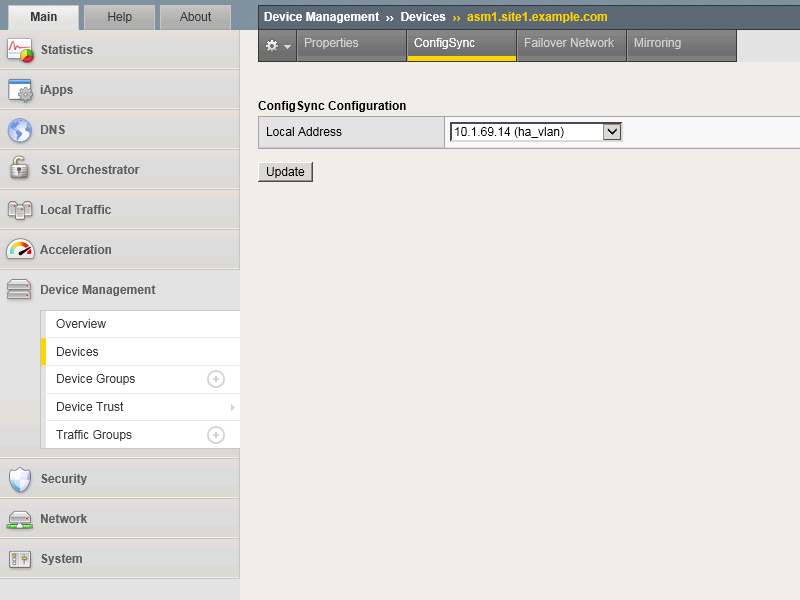 Main Help About
Device Management ›› Devices ›› asm1.site1.example.com
Properties ConfigSync Failover Network Mirroring
Statistics
iApps
DNS
SSL Orchestrator
Local Traffic
Acceleration
Device Management
Overview
Devices
Device Groups
Device Trust
Traffic Groups
Security
Network
System
ConfigSync Configuration
Local Address 10.1.69.14 (ha_vlan)
Update